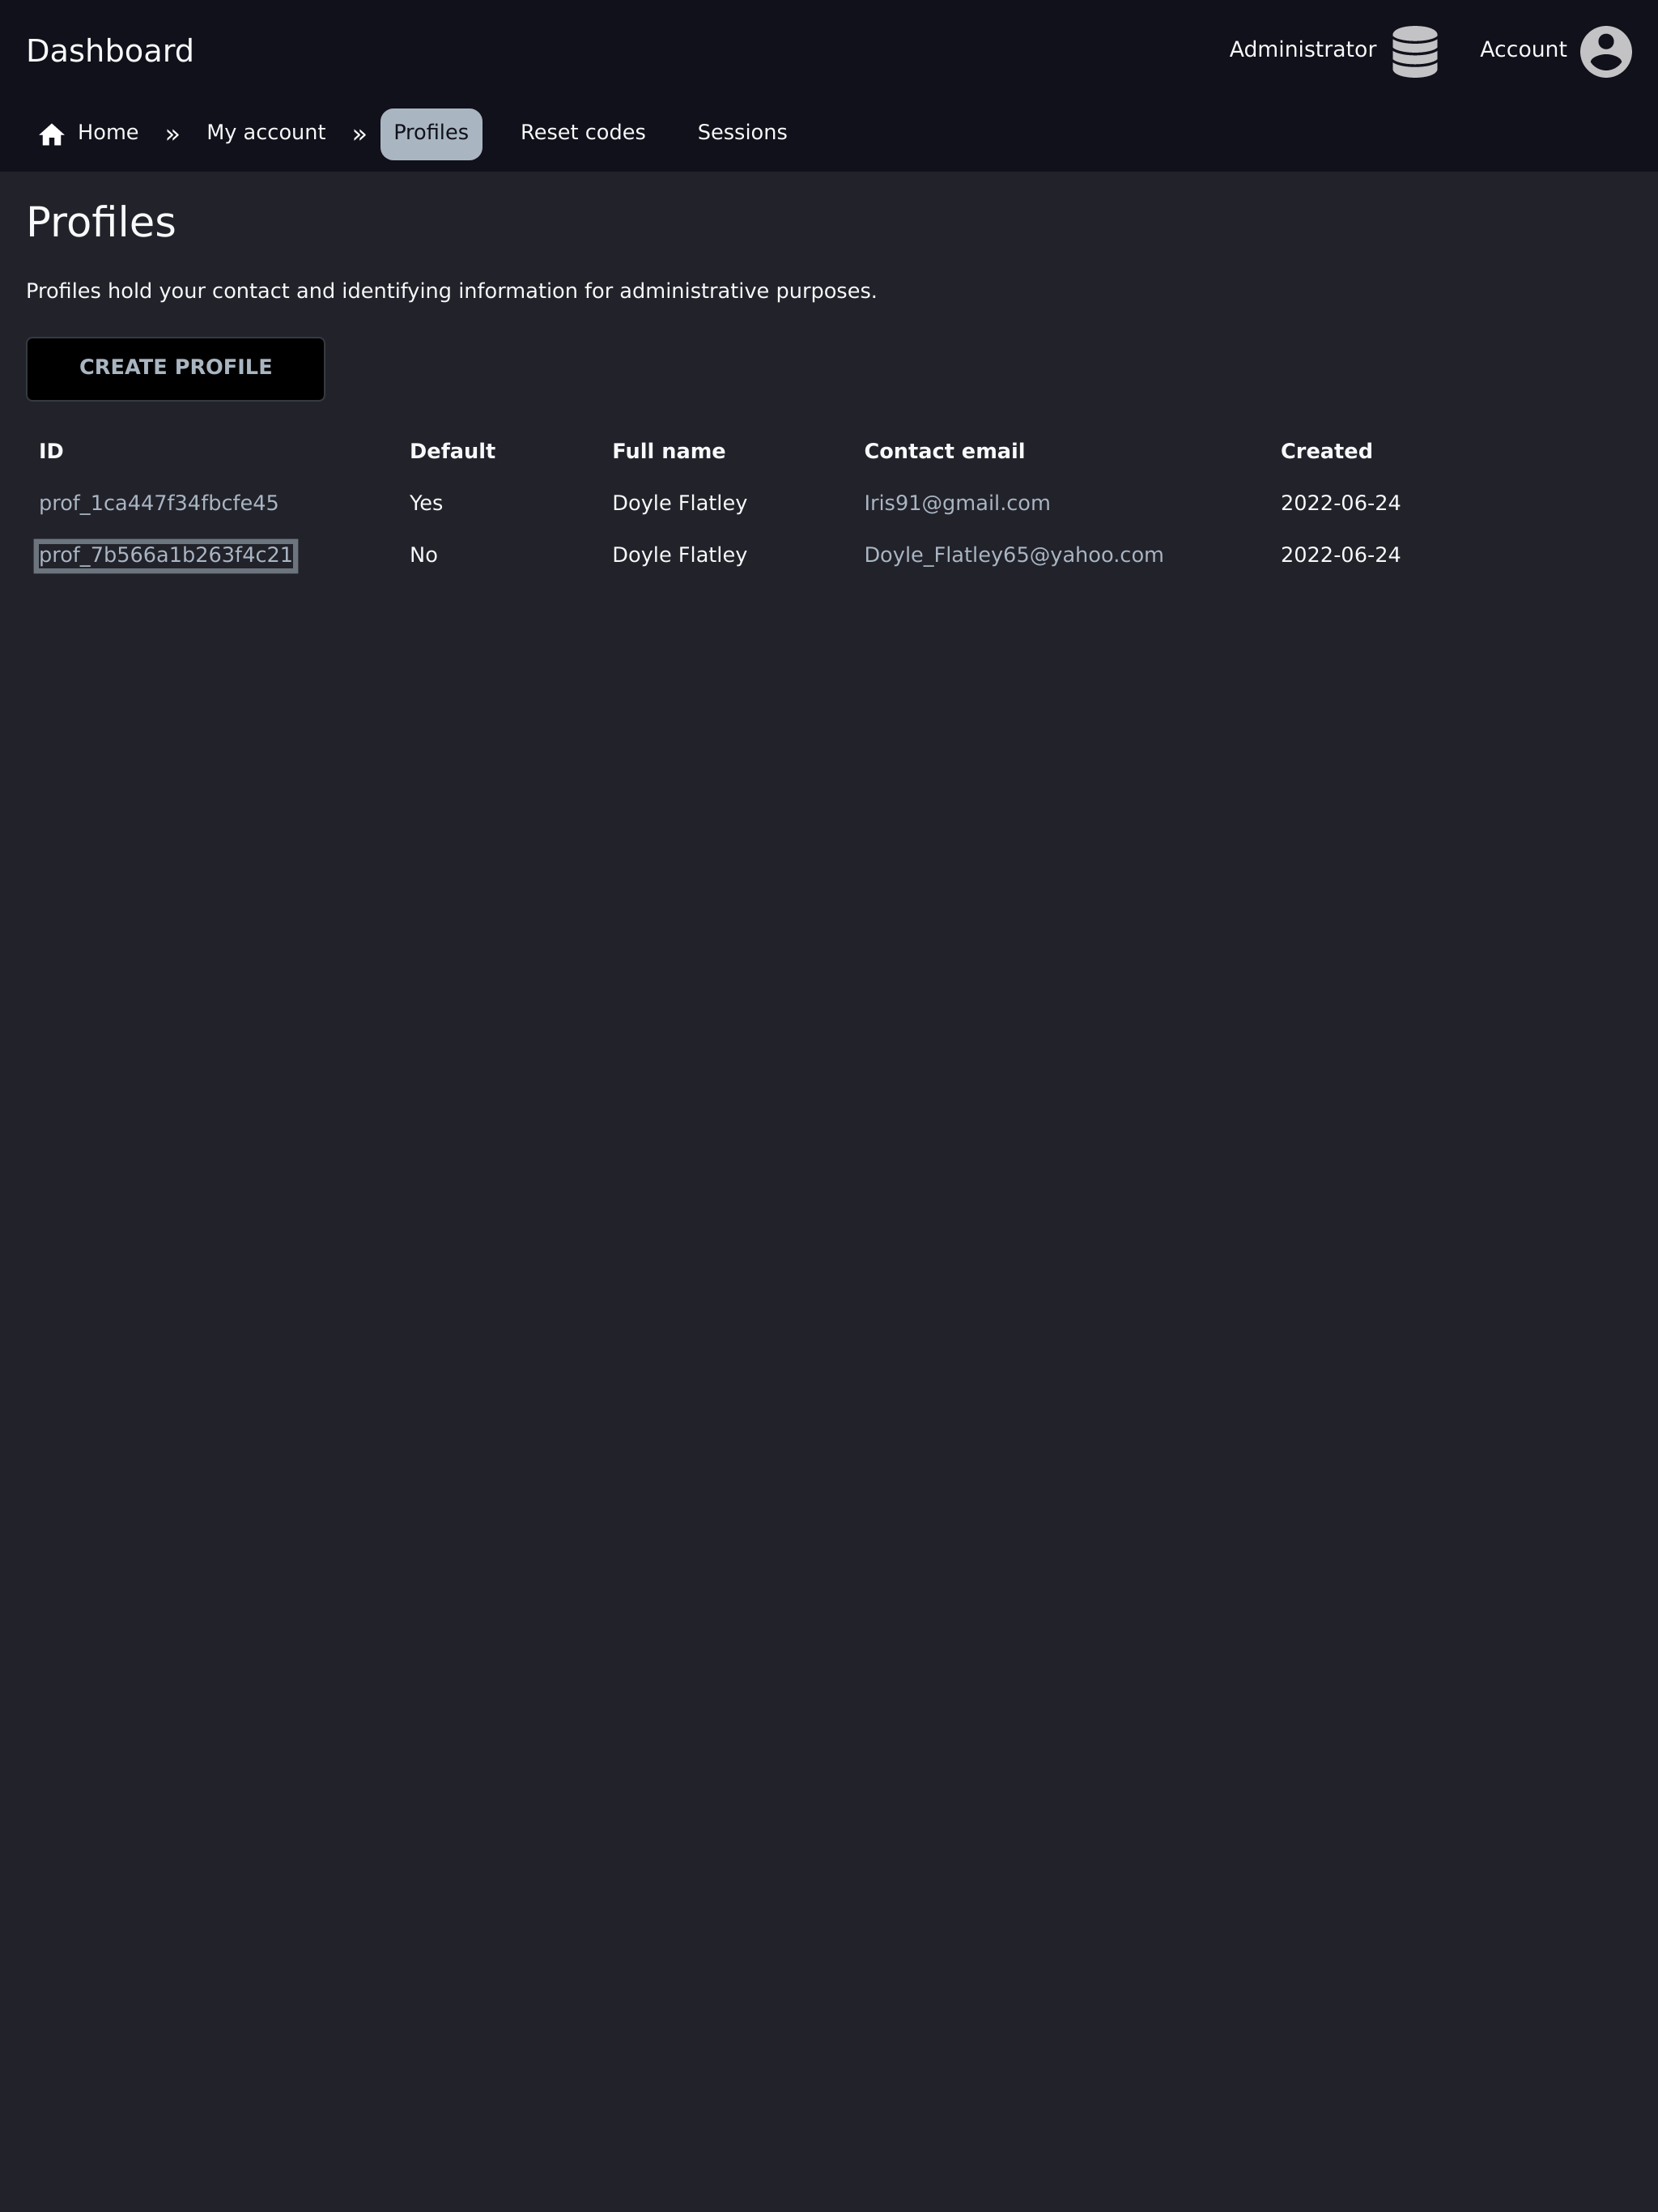 Dashboard
Administrator Account
Home » My account » Profiles Reset codes Sessions
Profiles
Profiles hold your contact and identifying information for administrative purposes.
CREATE PROFILE
ID Default Full name Contact email Created
prof_1ca447f34fbcfe45 Yes Doyle Flatley Iris91@gmail.com 2022-06-24
prof_7b566a1b263f4c21 No Doyle Flatley Doyle_Flatley65@yahoo.com 2022-06-24